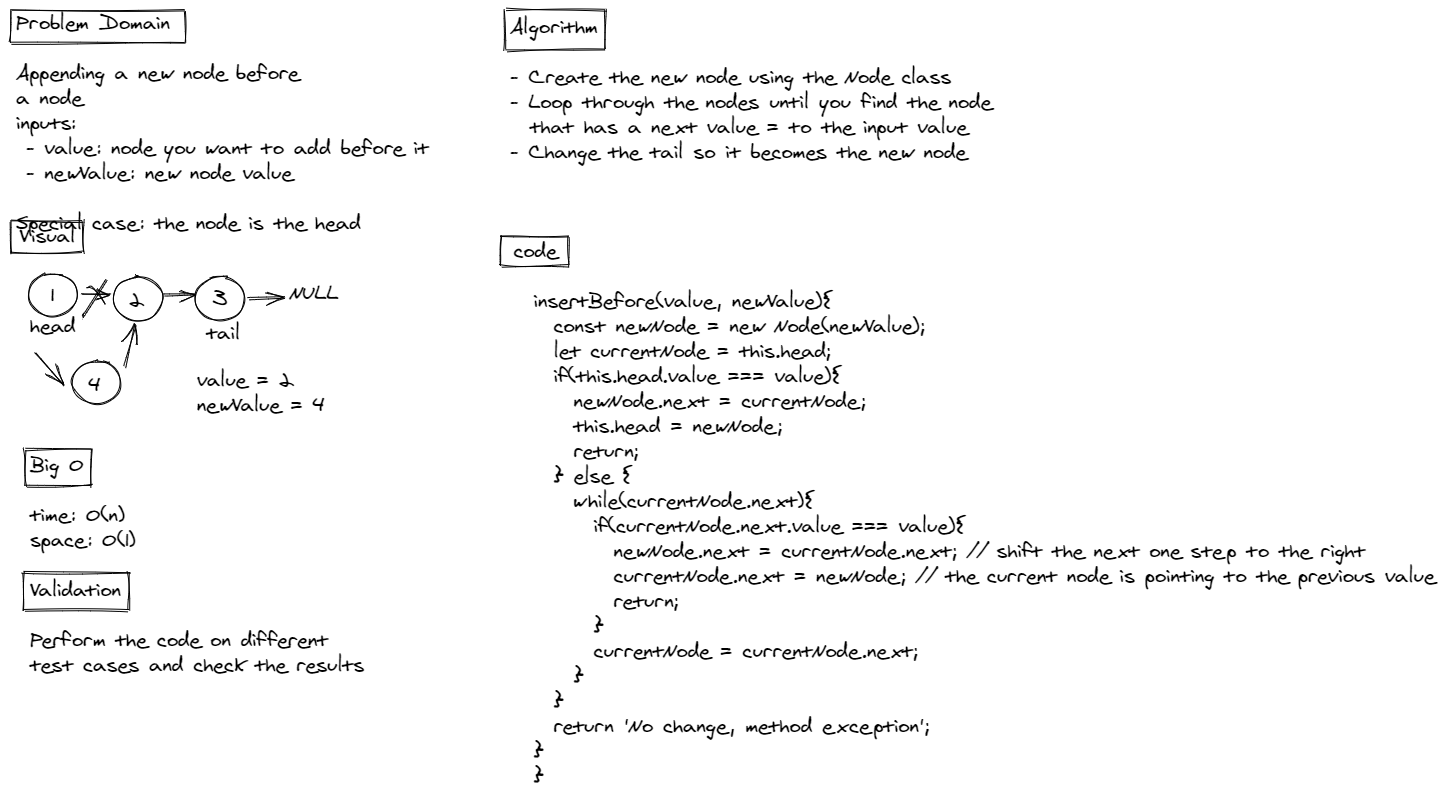 Problem Domain
Appending a new node before
a node
inputs:
- value: node you want to add before it
- newValue: new node value
Special case: the node is the head
Visual
1
2
3
NULL
head
tail
4
value = 2
newValue = 4
Big O
time: O(n)
space: O(1)
Validation
Perform the code on different
test cases and check the results
Algorithm
- Create the new node using the Node class
- Loop through the nodes until you find the node
that has a next value = to the input value
- Change the tail so it becomes the new node
code
insertBefore(value, newValue){
const newNode = new Node(newValue);
let currentNode = this.head;
if(this.head.value === value){
newNode.next = currentNode;
this.head = newNode;
return;
} else {
while(currentNode.next){
if(currentNode.next.value === value){
newNode.next = currentNode.next; // shift the next one step to the right
currentNode.next = newNode; // the current node is pointing to the previous value
return;
}
currentNode = currentNode.next;
}
}
return 'No change, method exception';
}
}